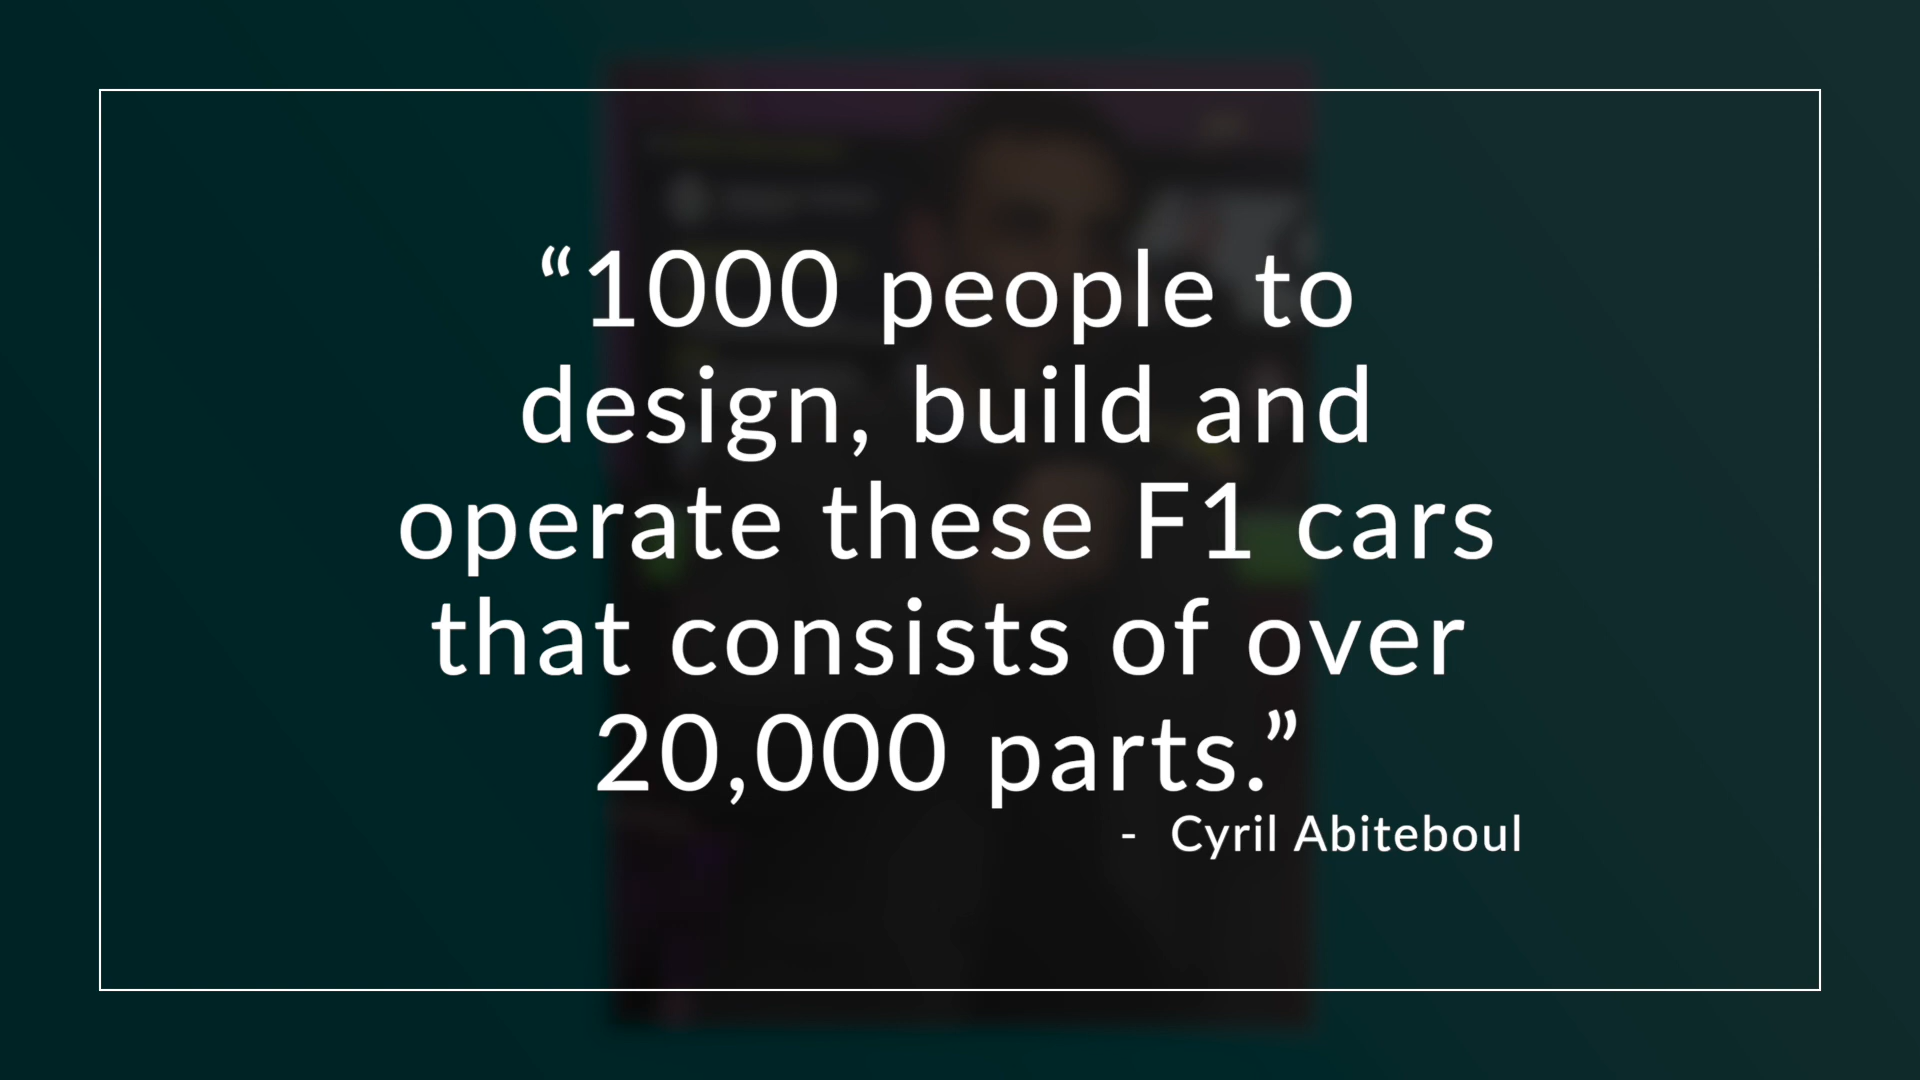 “1000 people to
design, build and
operate these F1 cars
that consists of over
20,000 parts.”
- Cyril Abiteboul